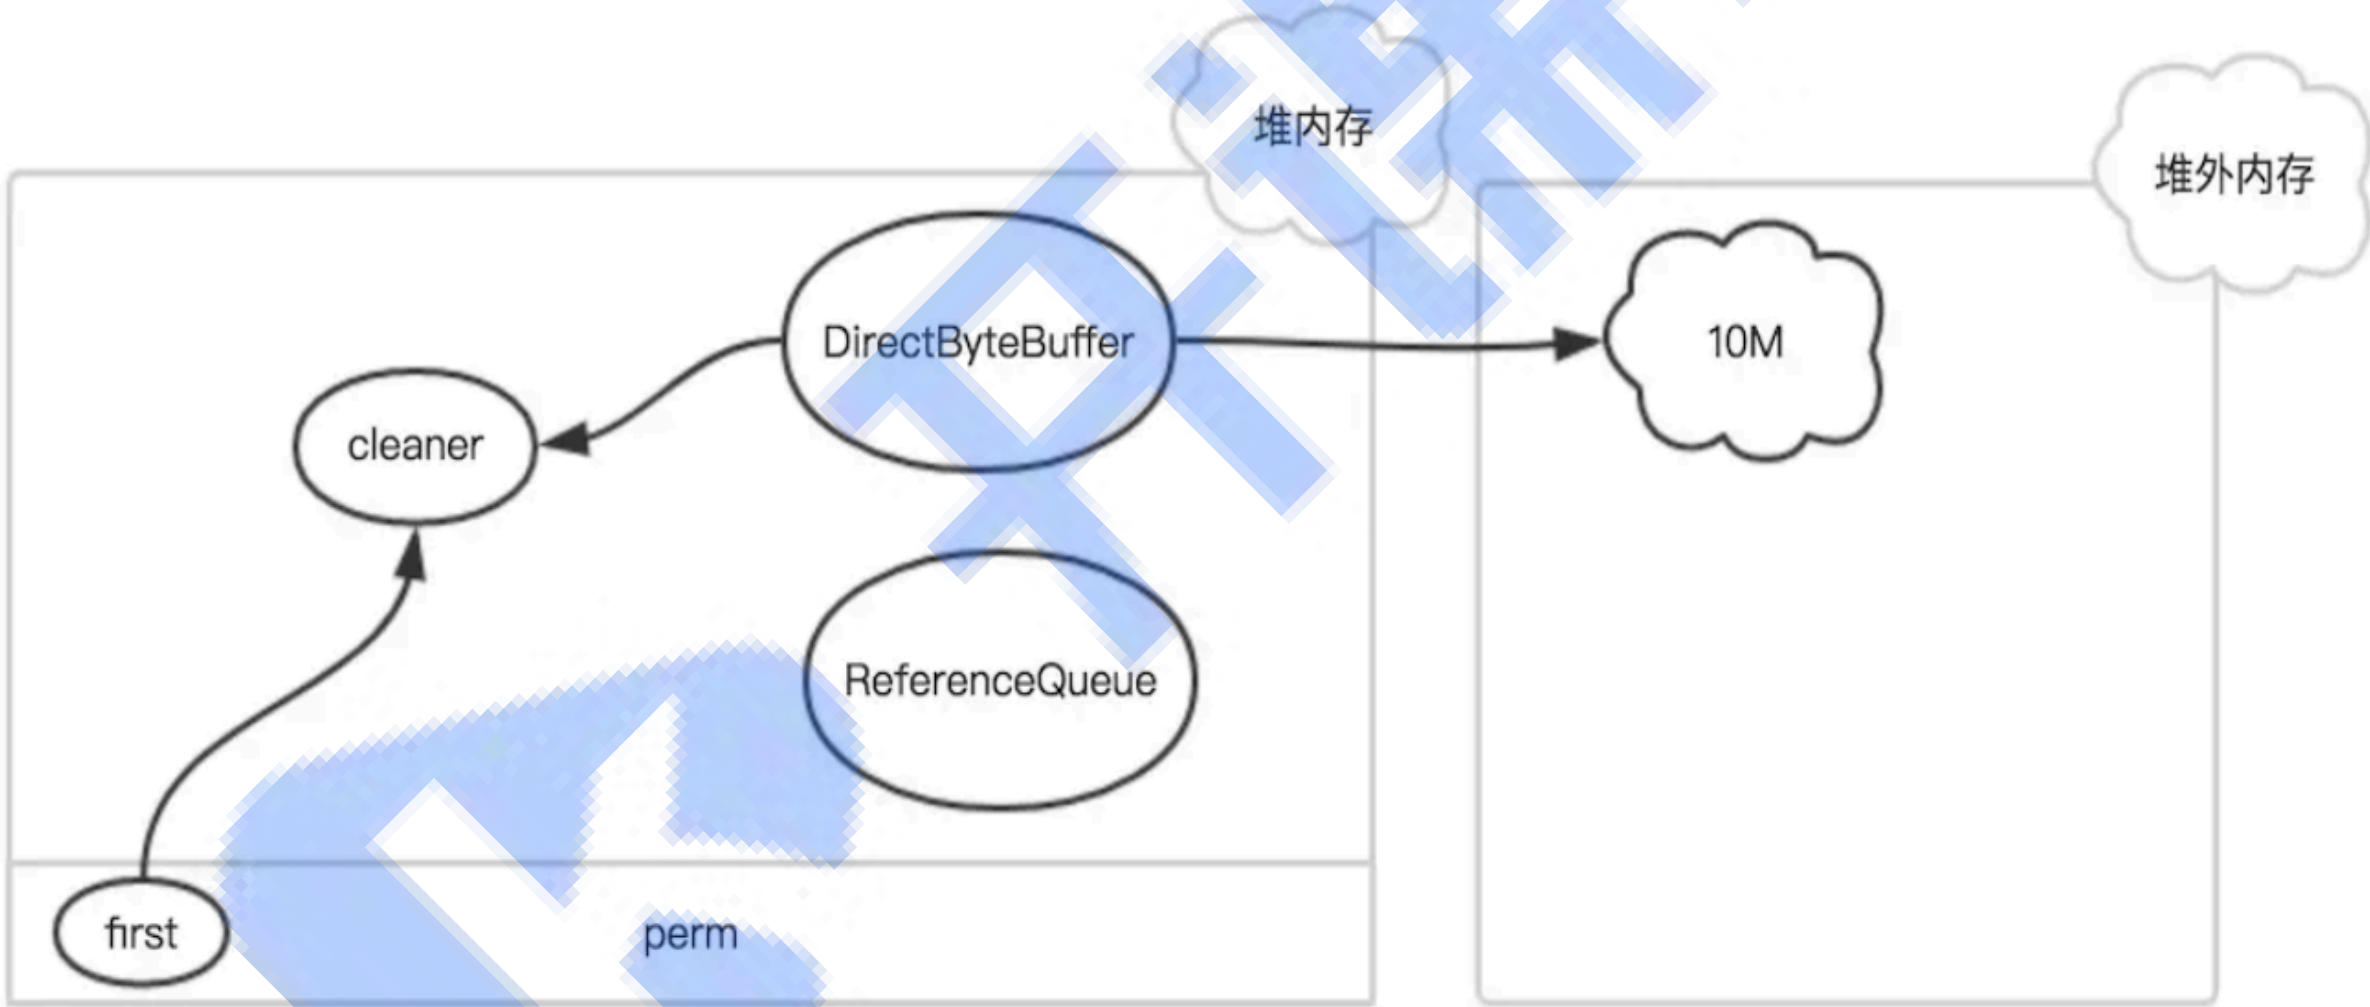 堆内存
堆外内存
DirectByteBuffer
10M
cleaner
ReferenceQueue
first
perm